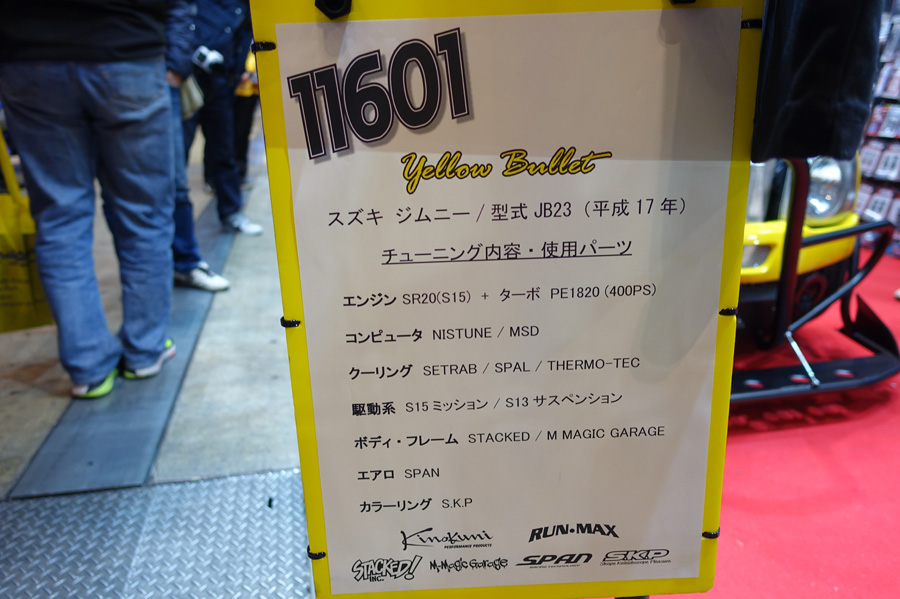 11601
Yellow Bullet
スズキ ジムニー / 型式 JB23 （平成 17 年）
チューニング内容・使用パーツ
エンジン SR20(S15) + ターボ PE1820 (400PS)
コンピュータ NISTUNE / MSD
クーリング SETRAB / SPAL / THERMO-TEC
駆動系 S15 ミッション / S13 サスペンション
ボディ・フレーム STACKED / M MAGIC GARAGE
エアロ SPAN
カラーリング S.K.P
Kinokuni RUN・MAX
PERFORMANCE PRODUCTS
STACKED! M-Magic Garage SPAN SKP
INC.